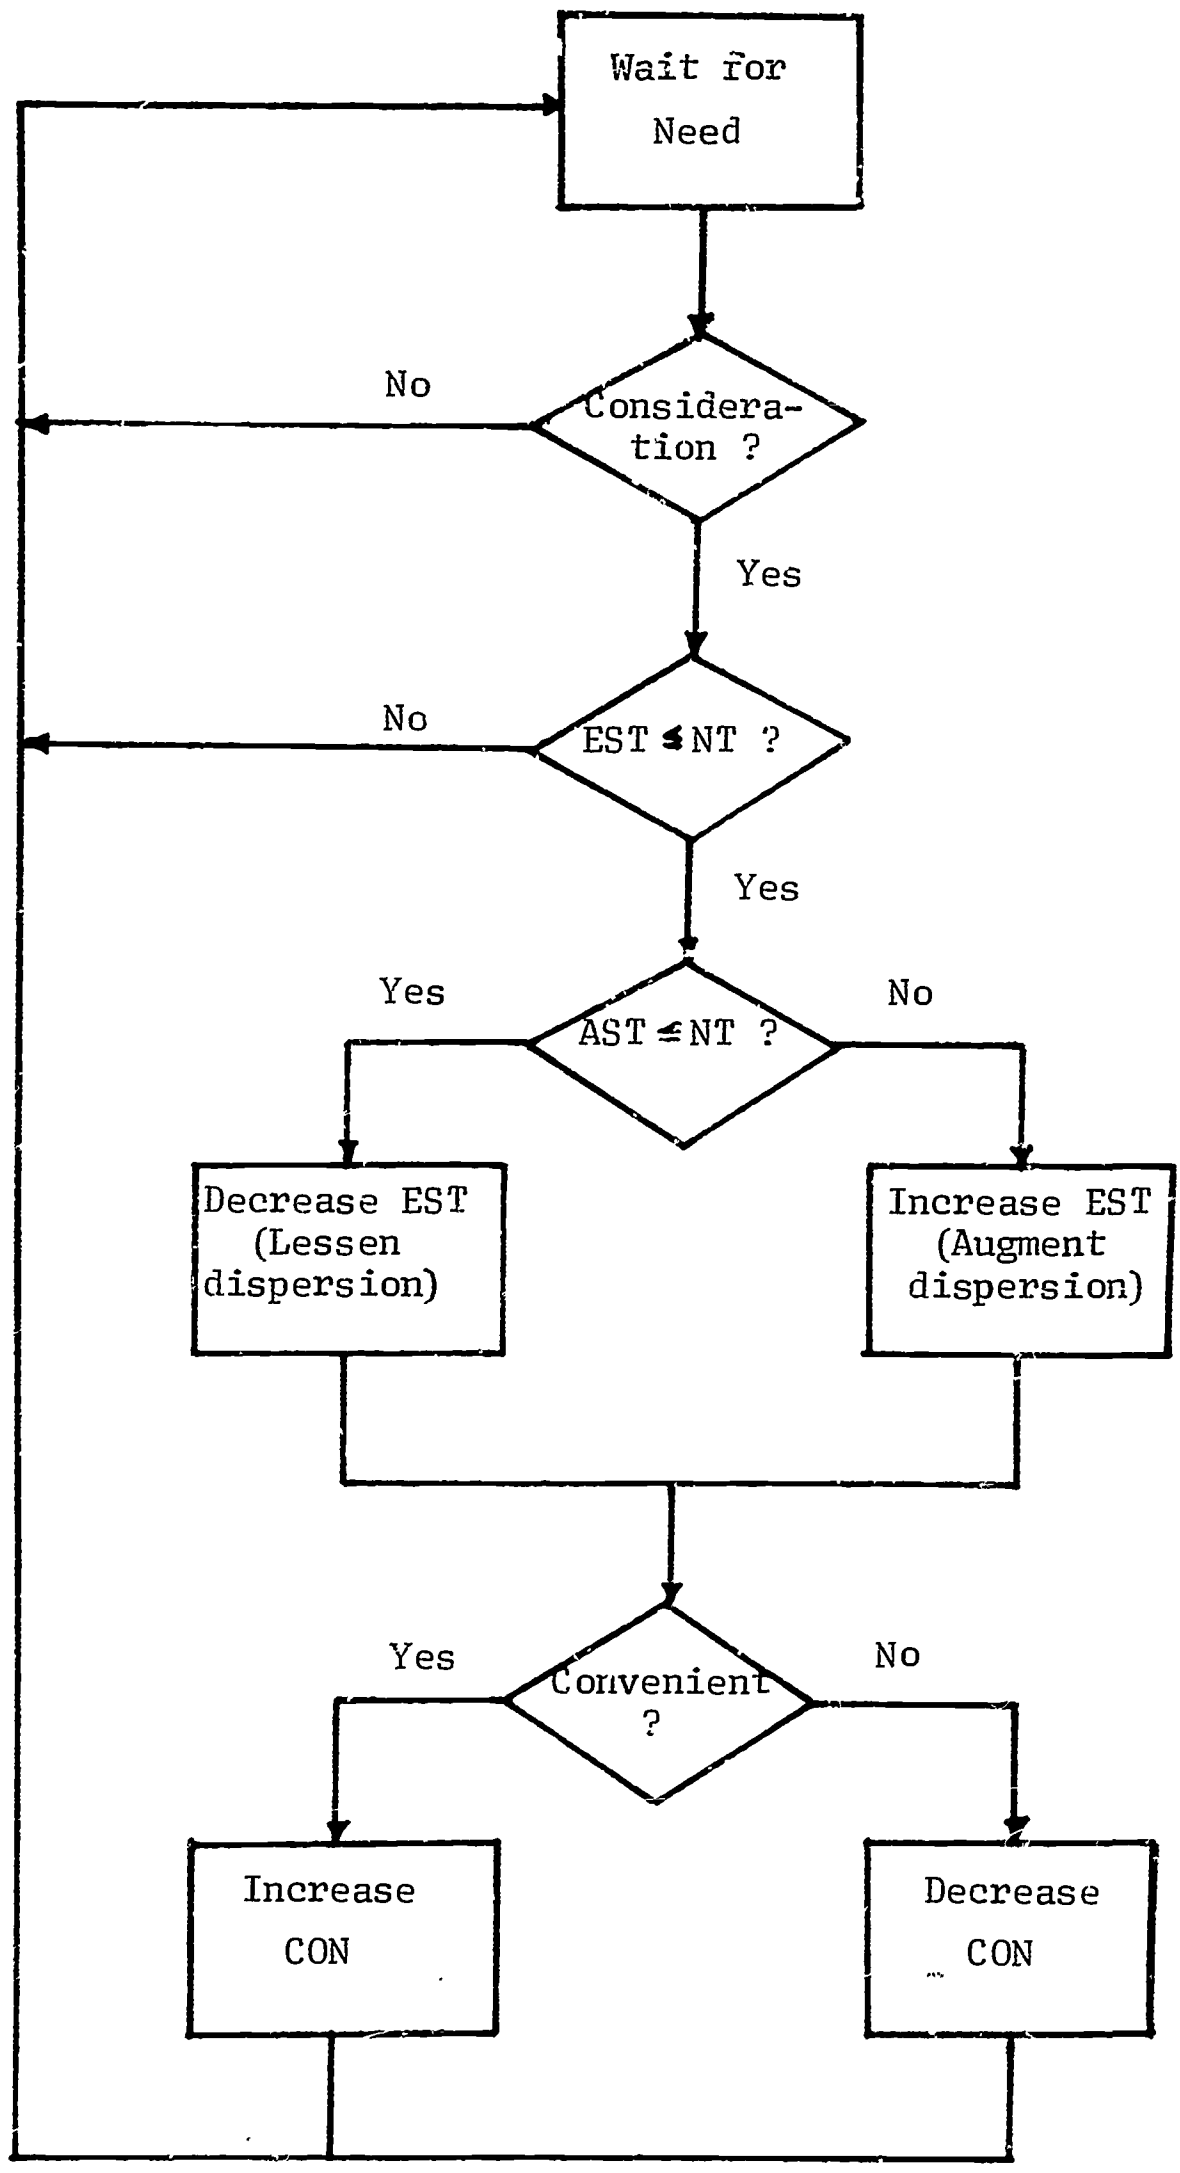 Wait for
Need
No
Considera-
tion ?
Yes
No
EST ≤ NT ?
Yes
Yes
No
AST ≤ NT ?
Decrease EST
(Lessen
dispersion)
Increase EST
(Augment
dispersion)
Yes
No
Convenient
?
Increase
CON
Decrease
CON